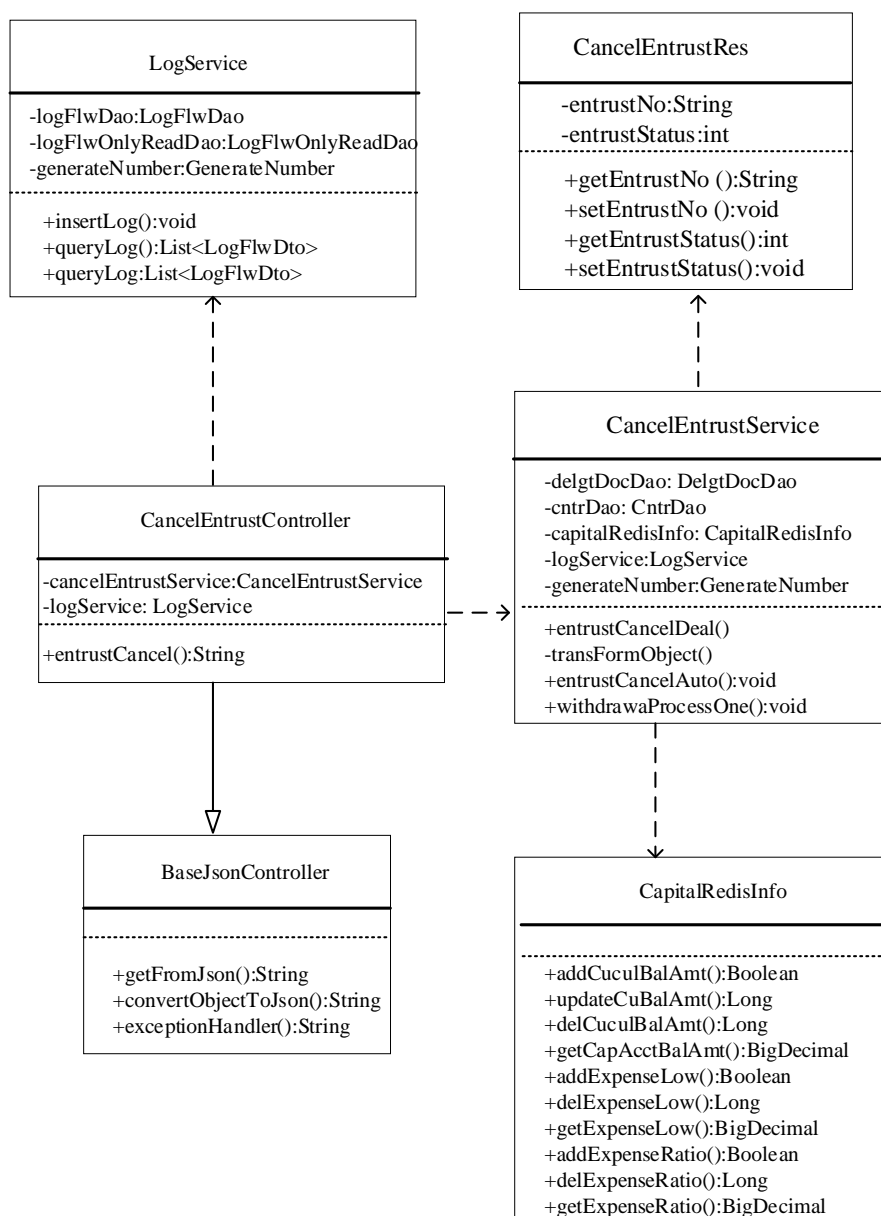 LogService
-logFlwDao:LogFlwDao
-logFlwOnlyReadDao:LogFlwOnlyReadDao
-generateNumber:GenerateNumber
+insertLog():void
+queryLog():List<LogFlwDto>
+queryLog:List<LogFlwDto>
CancelEntrustRes
-entrustNo:String
-entrustStatus:int
+getEntrustNo ():String
+setEntrustNo ():void
+getEntrustStatus():int
+setEntrustStatus():void
CancelEntrustController
-cancelEntrustService:CancelEntrustService
-logService: LogService
+entrustCancel():String
CancelEntrustService
-delgtDocDao: DelgtDocDao
-cntrDao: CntrDao
-capitalRedisInfo: CapitalRedisInfo
-logService:LogService
-generateNumber:GenerateNumber
+entrustCancelDeal()
-transFormObject()
+entrustCancelAuto():void
+withdrawaProcessOne():void
BaseJsonController
+getFromJson():String
+convertObjectToJson():String
+exceptionHandler():String
CapitalRedisInfo
+addCuculBalAmt():Boolean
+updateCuBalAmt():Long
+delCuculBalAmt():Long
+getCapAcctBalAmt():BigDecimal
+addExpenseLow():Boolean
+delExpenseLow():Long
+getExpenseLow():BigDecimal
+addExpenseRatio():Boolean
+delExpenseRatio():Long
+getExpenseRatio():BigDecimal